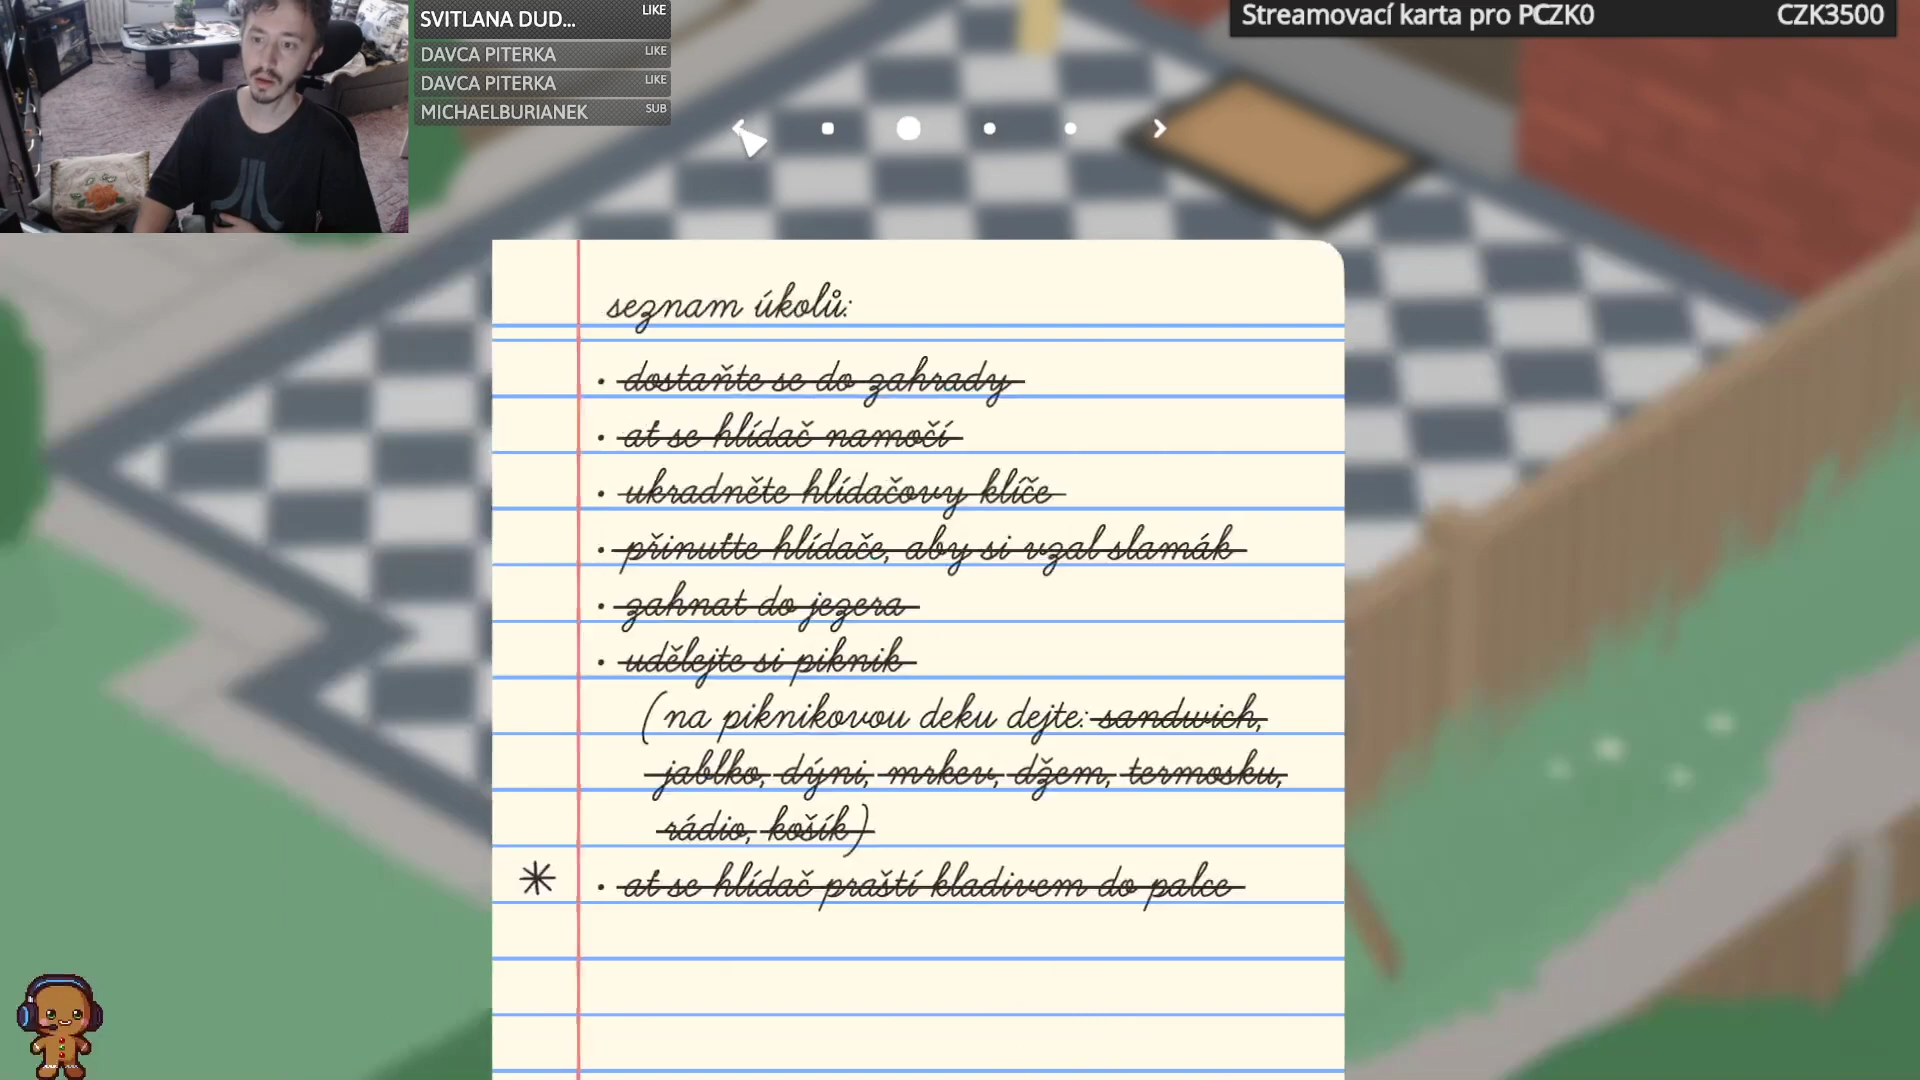 SVITLANA DUD... LIKE
DAVCA PITERKA LIKE
DAVCA PITERKA LIKE
MICHAELBURIANEK SUB
Streamovací karta pro PCZK0 CZK3500
seznam úkolů:
• dostaňte se do zahrady
• ať se hlídač namočí
• ukradněte hlídačovy klíče
• přinuťte hlídače, aby si vzal slamák
• zahnat do jezera
• udělejte si piknik
(na piknikovou deku dejte: sandwich,
jablko, dýni, mrkev, džem, termosku,
rádio, košík)
• ať se hlídač praští kladivem do palce